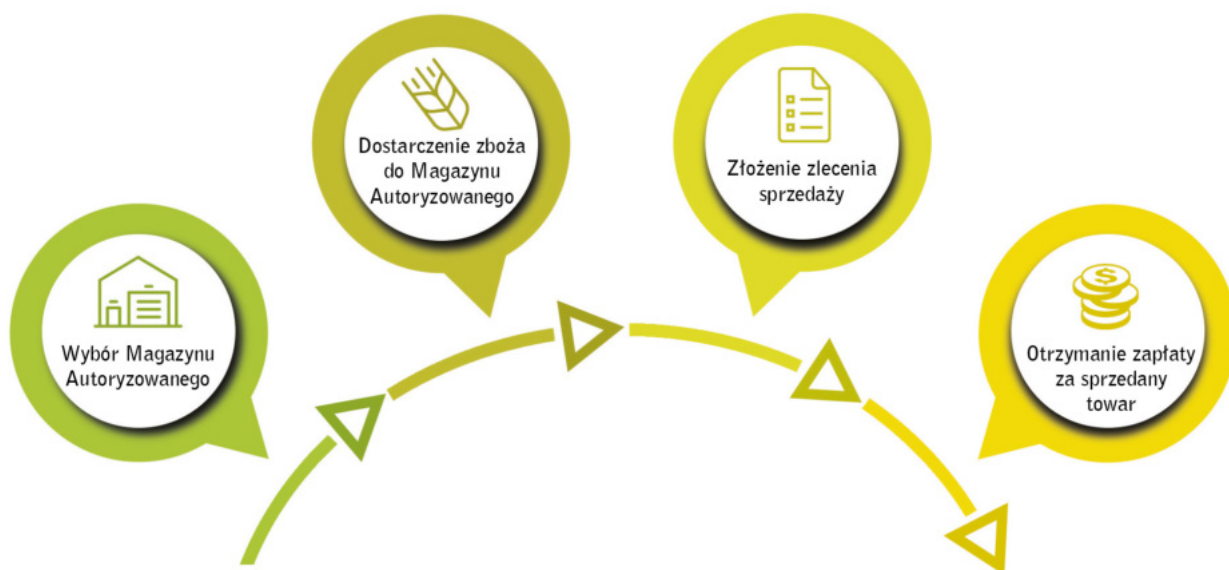 Wybór Magazynu
Autoryzowanego
Dostarczenie zboża
do Magazynu
Autoryzowanego
Złożenie zlecenia
sprzedaży
$
Otrzymanie zapłaty
za sprzedany
towar